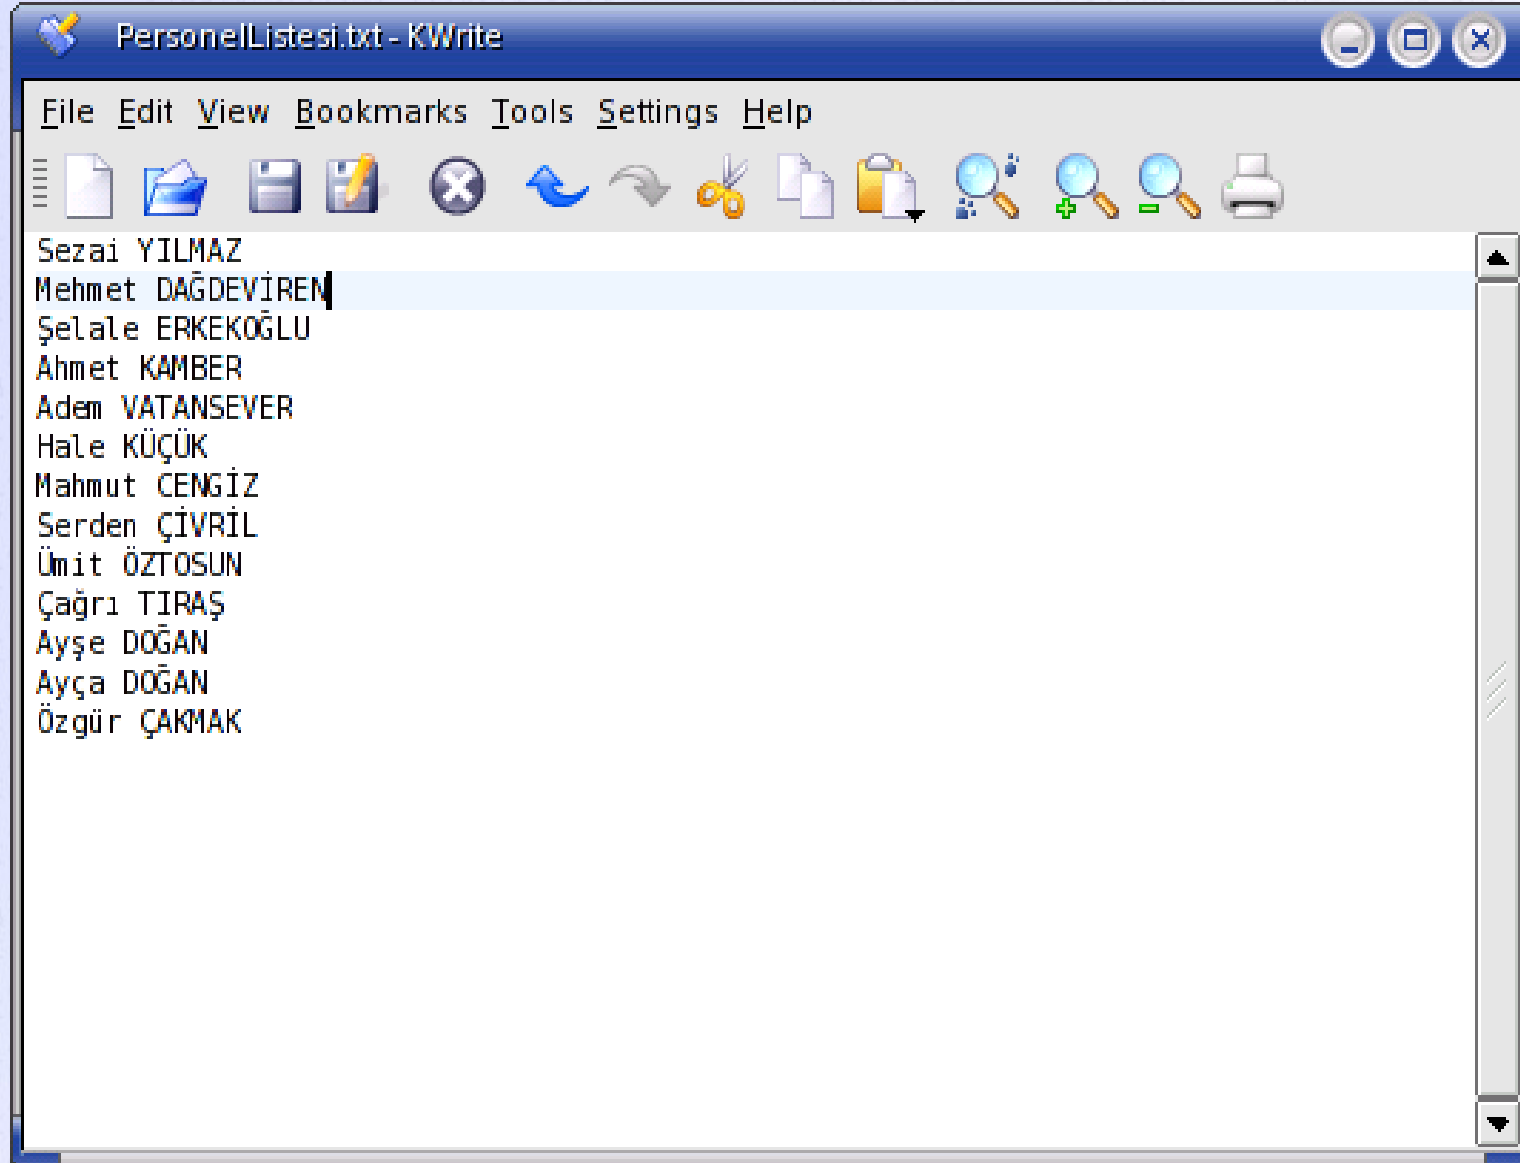 PersonelListesi.txt - KWrite
File Edit View Bookmarks Tools Settings Help
Sezai YILMAZ
Mehmet DAĞDEVİREN
Şelale ERKEKOĞLU
Ahmet KAMBER
Adem VATANSEVER
Hale KÜÇÜK
Mahmut CENGİZ
Serden ÇİVRİL
Ümit ÖZTOSUN
Çağrı TIRAŞ
Ayşe DOĞAN
Ayça DOĞAN
Özgür ÇAKMAK